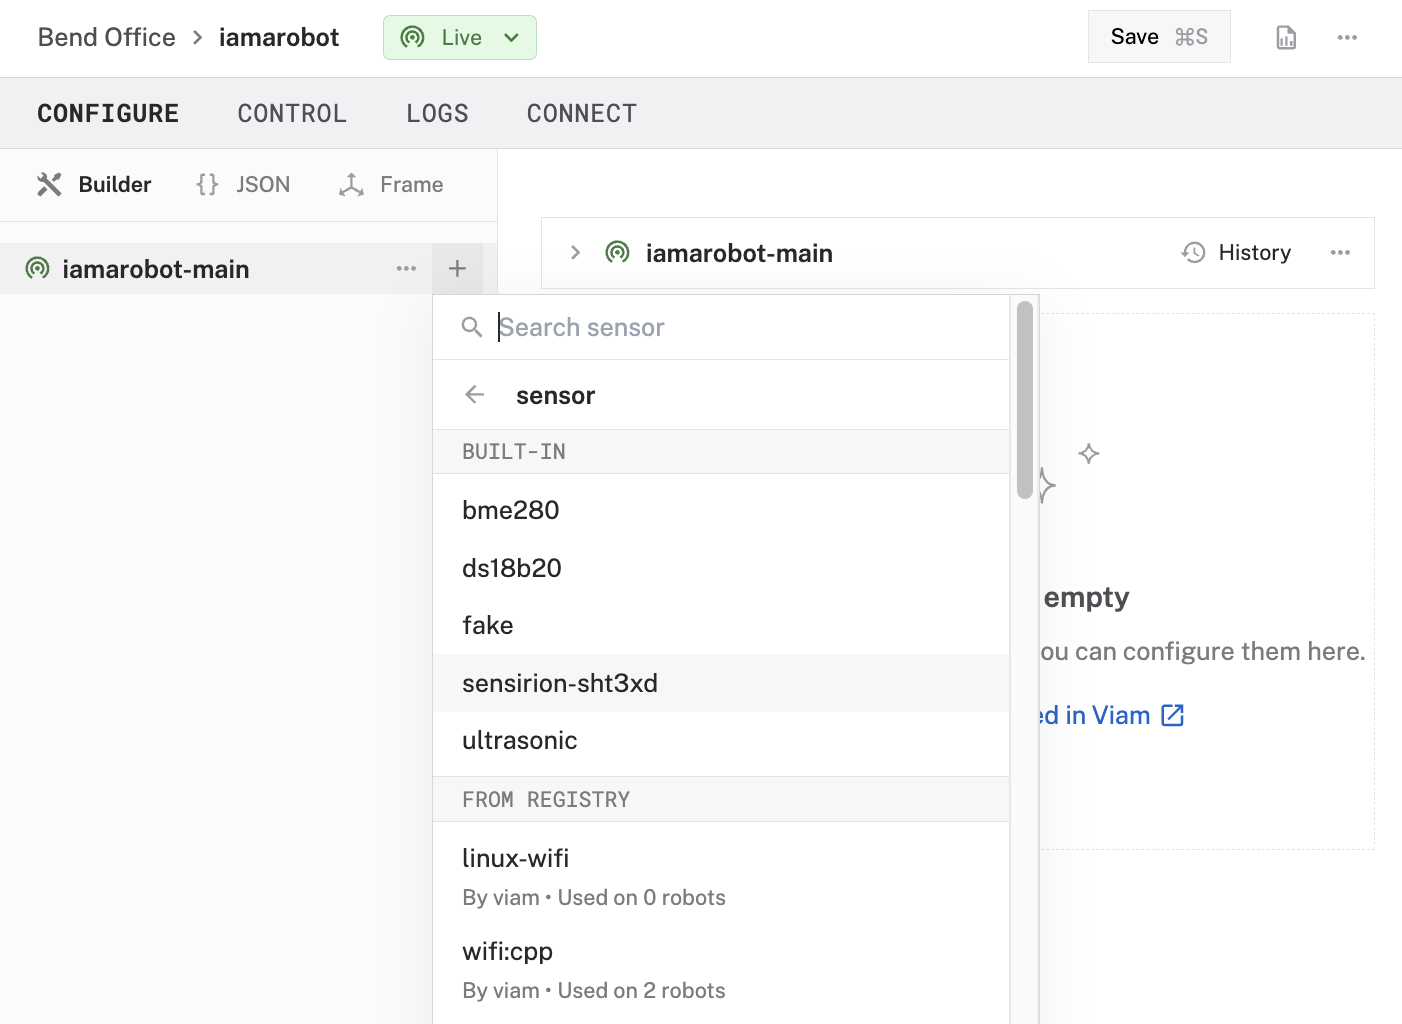 Bend Office > iamarobot Live Save ⌘S
CONFIGURE CONTROL LOGS CONNECT
Builder {} JSON Frame
iamarobot-main
iamarobot-main History
Search sensor
sensor
BUILT-IN
bme280
ds18b20
fake
sensirion-sht3xd
ultrasonic
FROM REGISTRY
linux-wifi
By viam • Used on 0 robots
wifi:cpp
By viam • Used on 2 robots
empty
ou can configure them here.
ed in Viam